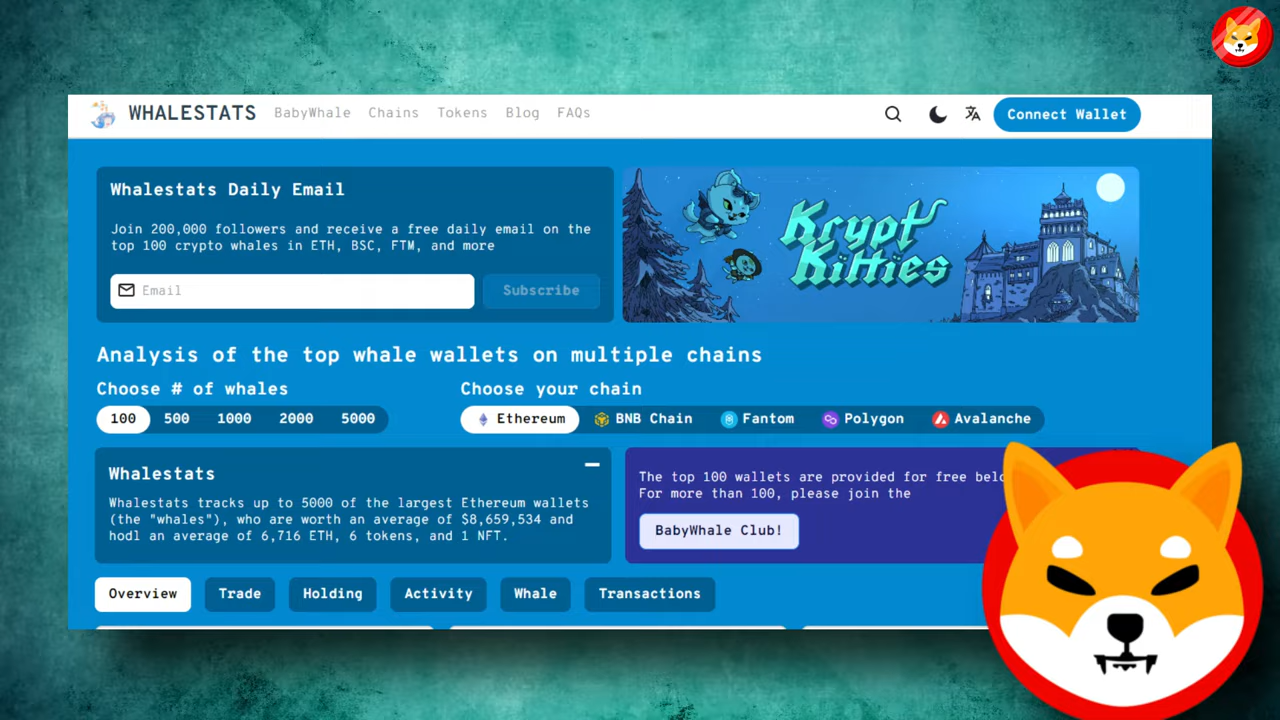 WHALESTATS BabyWhale Chains Tokens Blog FAQs Connect Wallet
Whalestats Daily Email
Join 200,000 followers and receive a free daily email on the
top 100 crypto whales in ETH, BSC, FTM, and more
Email Subscribe
Krypt
Kitties
Analysis of the top whale wallets on multiple chains
Choose # of whales
100 500 1000 2000 5000
Choose your chain
Ethereum BNB Chain Fantom Polygon Avalanche
Whalestats
Whalestats tracks up to 5000 of the largest Ethereum wallets
(the "whales"), who are worth an average of $8,659,534 and
hodl an average of 6,716 ETH, 6 tokens, and 1 NFT.
The top 100 wallets are provided for free
For more than 100, please join the
BabyWhale Club!
Overview Trade Holding Activity Whale Transactions